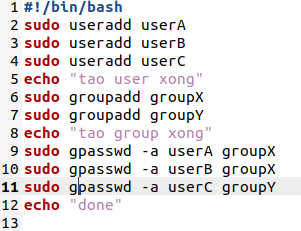 1 #!/bin/bash
2 sudo useradd userA
3 sudo useradd userB
4 sudo useradd userC
5 echo "tao user xong"
6 sudo groupadd groupX
7 sudo groupadd groupY
8 echo "tao group xong"
9 sudo gpasswd -a userA groupX
10 sudo gpasswd -a userB groupX
11 sudo gpasswd -a userC groupY
12 echo "done"
13